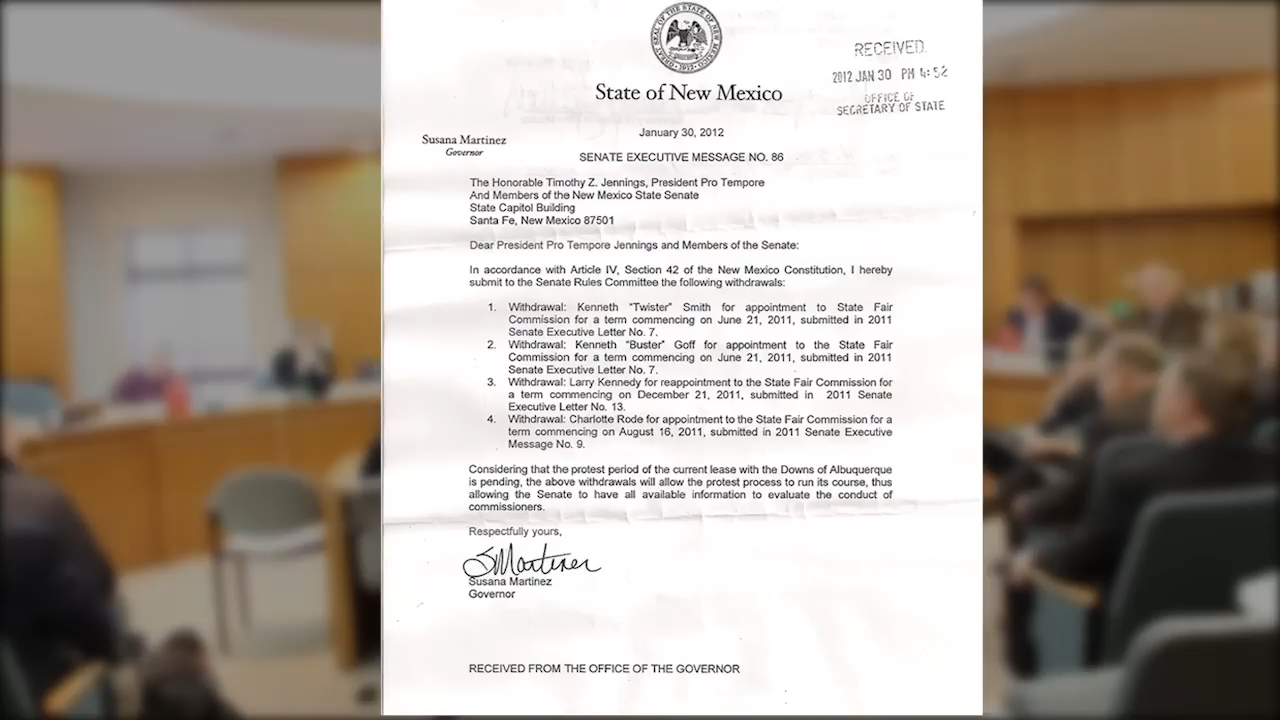 GREAT SEAL OF THE STATE OF NEW MEXICO
1912
RECEIVED
2012 JAN 30 PM 4:52
OFFICE OF
SECRETARY OF STATE
State of New Mexico
January 30, 2012
Susana Martinez
Governor
SENATE EXECUTIVE MESSAGE NO. 86
The Honorable Timothy Z. Jennings, President Pro Tempore
And Members of the New Mexico State Senate
State Capitol Building
Santa Fe, New Mexico 87501
Dear President Pro Tempore Jennings and Members of the Senate:
In accordance with Article IV, Section 42 of the New Mexico Constitution, I hereby
submit to the Senate Rules Committee the following withdrawals:
1. Withdrawal: Kenneth "Twister" Smith for appointment to State Fair
Commission for a term commencing on June 21, 2011, submitted in 2011
Senate Executive Letter No. 7.
2. Withdrawal: Kenneth "Buster" Goff for appointment to the State Fair
Commission for a term commencing on June 21, 2011, submitted in 2011
Senate Executive Letter No. 7.
3. Withdrawal: Larry Kennedy for reappointment to the State Fair Commission for
a term commencing on December 21, 2011, submitted in 2011 Senate
Executive Letter No. 13.
4. Withdrawal: Charlotte Rode for appointment to the State Fair Commission for a
term commencing on August 16, 2011, submitted in 2011 Senate Executive
Message No. 9.
Considering that the protest period of the current lease with the Downs of Albuquerque
is pending, the above withdrawals will allow the protest process to run its course, thus
allowing the Senate to have all available information to evaluate the conduct of
commissioners.
Respectfully yours,
SMartinez
Susana Martinez
Governor
RECEIVED FROM THE OFFICE OF THE GOVERNOR